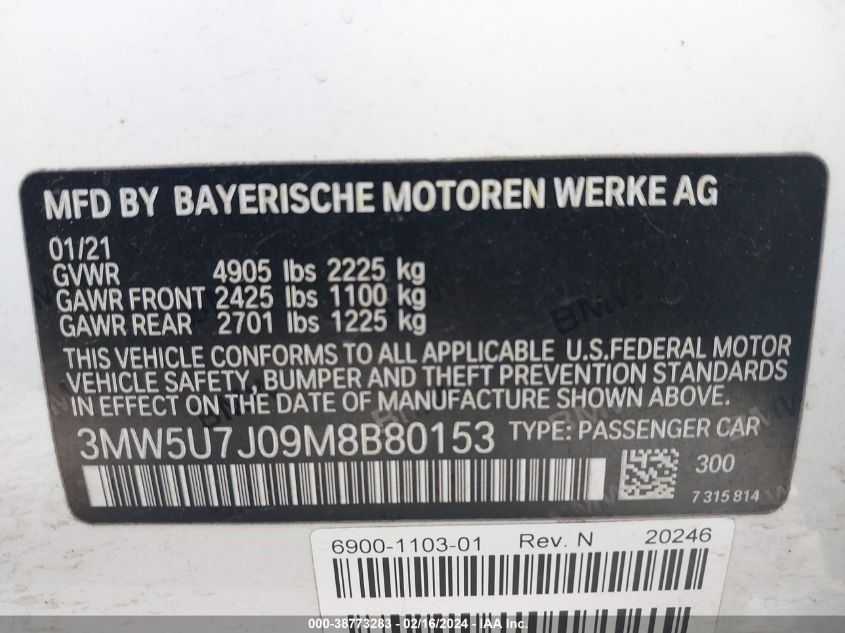 MFD BY BAYERISCHE MOTOREN WERKE AG
01/21
GVWR 4905 lbs 2225 kg
GAWR FRONT 2425 lbs 1100 kg
GAWR REAR 2701 lbs 1225 kg
THIS VEHICLE CONFORMS TO ALL APPLICABLE U.S.FEDERAL MOTOR
VEHICLE SAFETY, BUMPER AND THEFT PREVENTION STANDARDS
IN EFFECT ON THE DATE OF MANUFACTURE SHOWN ABOVE.
3MW5U7J09M8B80153 TYPE: PASSENGER CAR
300
7315814
6900-1103-01 Rev. N 20246
000-38773283 - 02/16/2024 - IAA, Inc.